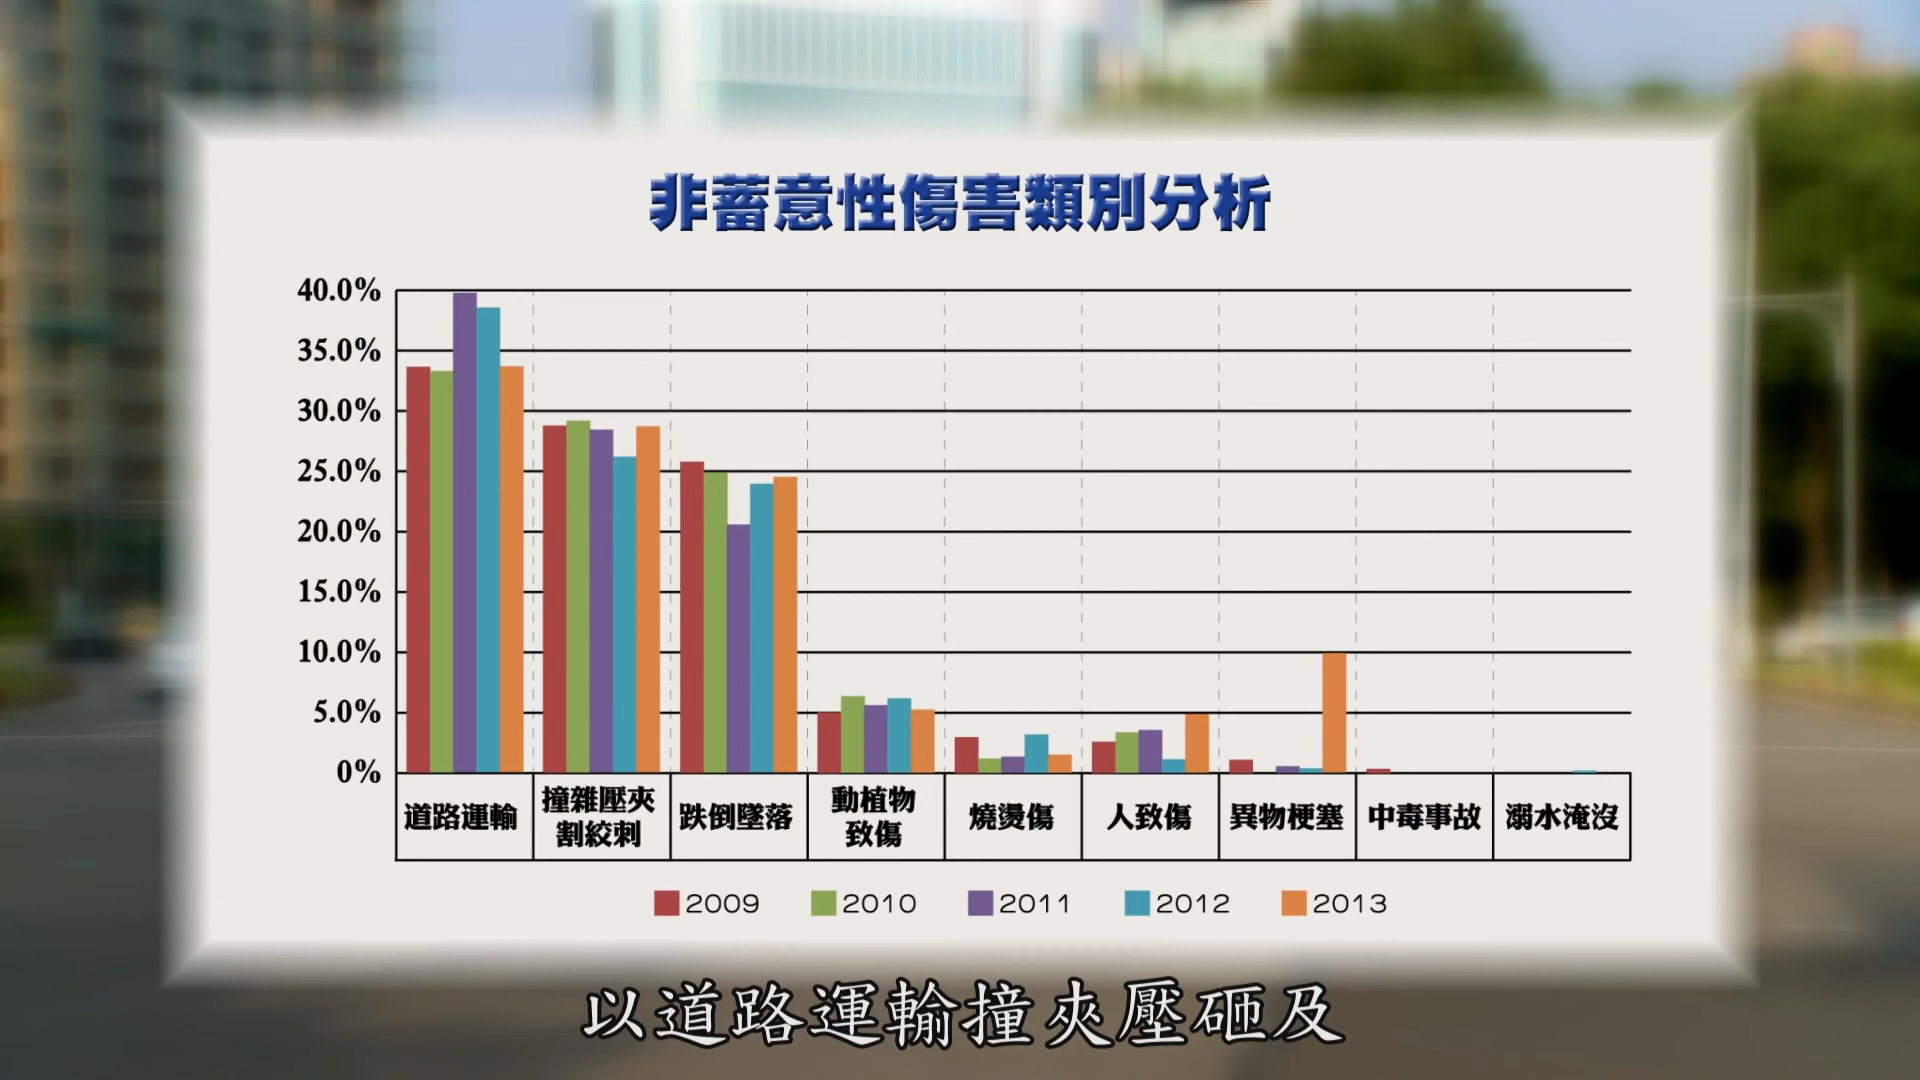 非蓄意性傷害類別分析
40.0%
35.0%
30.0%
25.0%
20.0%
15.0%
10.0%
5.0%
0%
道路運輸
撞雜壓夾
割絞刺
跌倒墜落
動植物
致傷
燒燙傷
人致傷
異物梗塞
中毒事故
溺水淹沒
2009 2010 2011 2012 2013
以道路運輸撞夾壓砸及